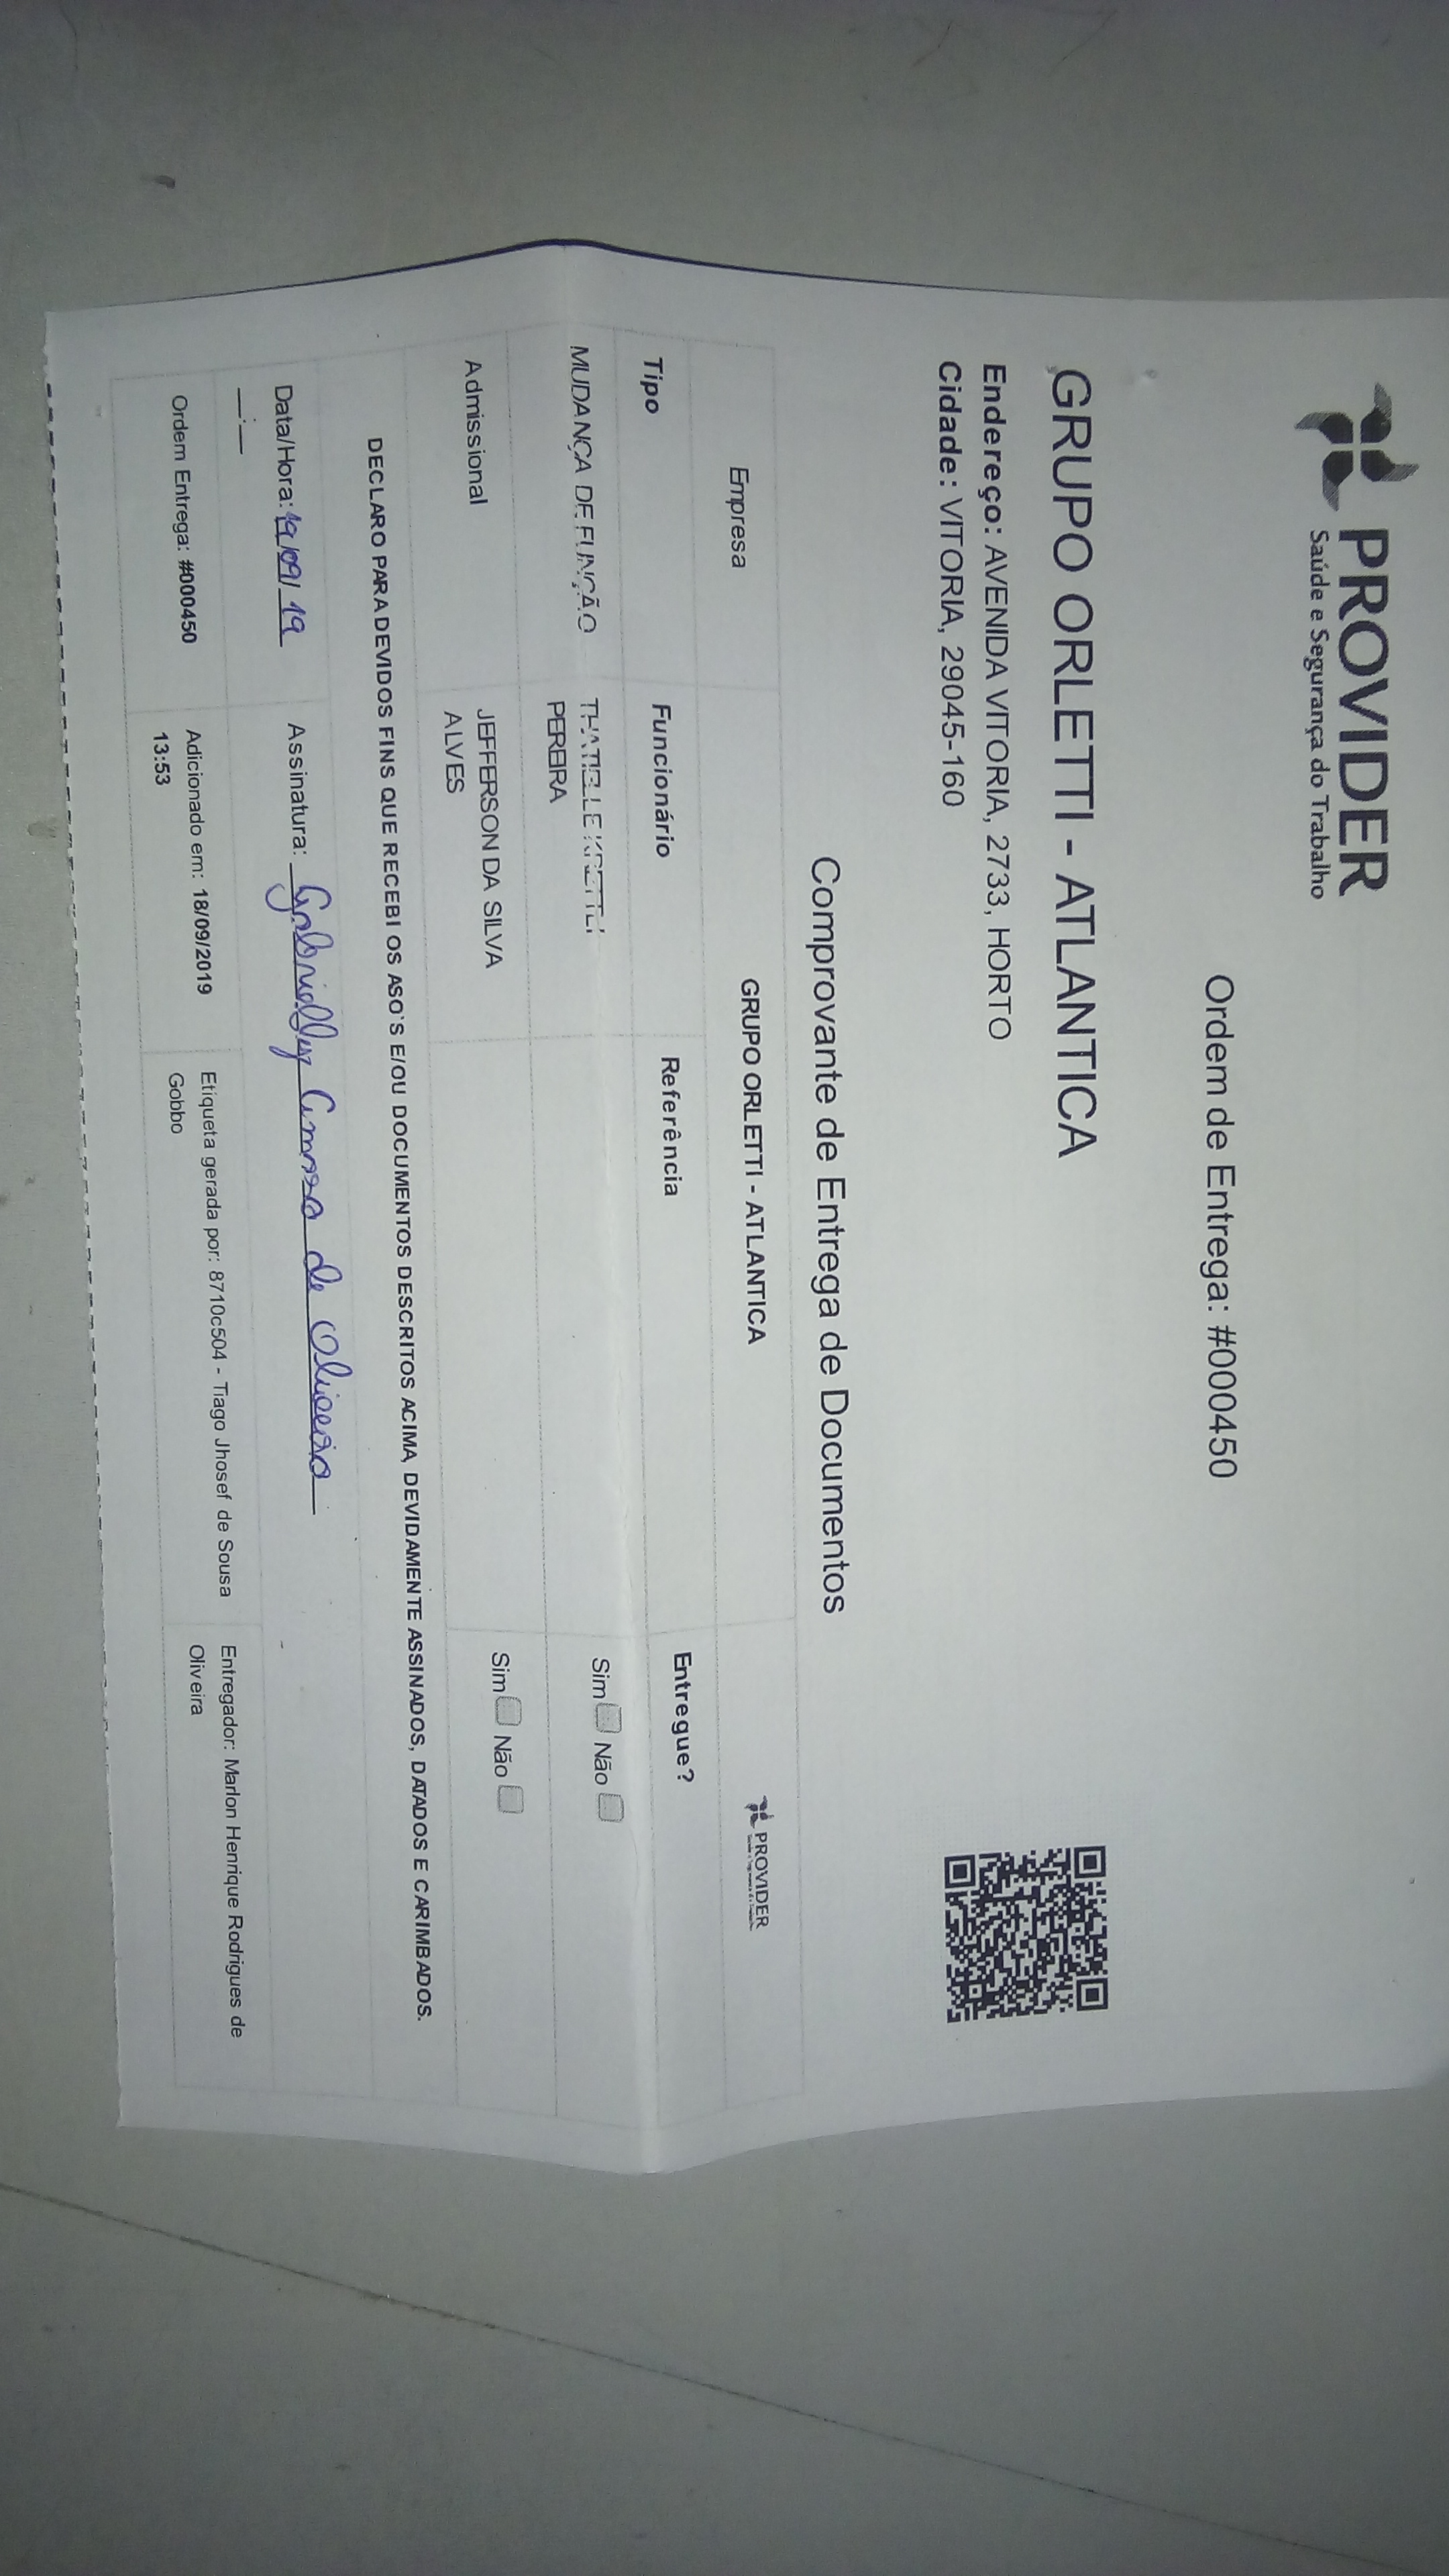 PROVIDER
Saúde e Segurança do Trabalho
Ordem de Entrega: #000450
GRUPO ORLETTI - ATLANTICA
Endereço: AVENIDA VITORIA, 2733, HORTO
Cidade: VITORIA, 29045-160
Comprovante de Entrega de Documentos
Empresa GRUPO ORLETTI - ATLANTICA PROVIDER
Tipo Funcionário Referência Entregue?
MUDANÇA DE FUNÇÃO Sim Não
PEREIRA
Admissional JEFFERSON DA SILVA Sim Não
ALVES
DECLARO PARA DEVIDOS FINS QUE RECEBI OS ASO'S E/OU DOCUMENTOS DESCRITOS ACIMA, DEVIDAMENTE ASSINADOS, DATADOS E CARIMBADOS.
Data/Hora: 19/09/19 Assinatura: Gabrielly de Oliveira
__:__
Ordem Entrega: #000450 Adicionado em: 18/09/2019 Etiqueta gerada por: 8710c504 - Tiago Jhosef de Sousa Entregador: Marlon Henrique Rodrigues de
13:53 Gobbo Oliveira